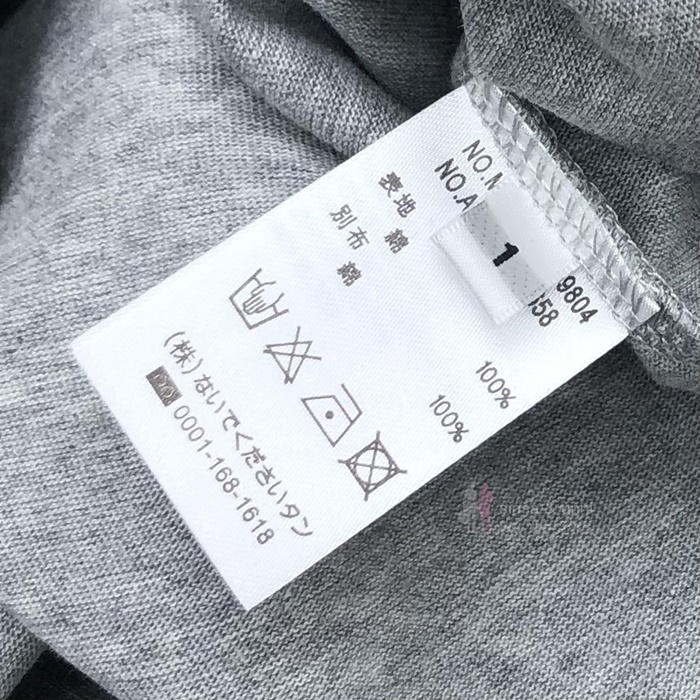 NO.M
NO.A
1
9804
158
表地 綿 100%
別布 綿 100%
(株)ないでくださいタン
0001-168-1618